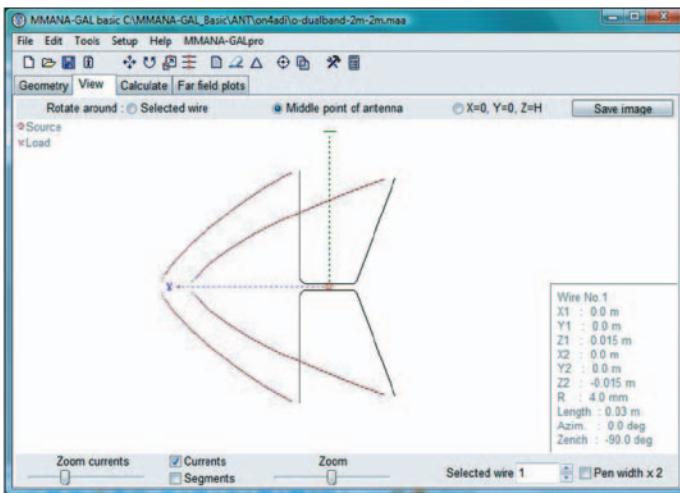 MMANA-GAL basic C:\MMANA-GAL_Basic\ANT\on4adi\o-dualband-2m-2m.maa
File Edit Tools Setup Help MMANA-GALpro
Geometry View Calculate Far field plots
Rotate around : Selected wire Middle point of antenna X=0, Y=0, Z=H Save image
Source
Load
Wire No.1
X1 : 0.0 m
Y1 : 0.0 m
Z1 : 0.015 m
X2 : 0.0 m
Y2 : 0.0 m
Z2 : -0.015 m
R : 4.0 mm
Length : 0.03 m
Azim. : 0.0 deg
Zenith : -90.0 deg
Zoom currents Currents Zoom
Segments Selected wire 1 Pen width x 2